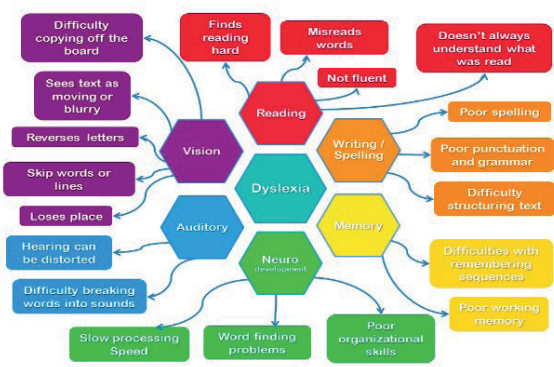 Difficulty
copying off the
board
Finds
reading hard
Misreads
words
Doesn't always
understand what
was read
Not fluent
Sees text as
moving or
blurry
Reverses letters
Skip words or
lines
Loses place
Vision
Reading
Writing /
Spelling
Poor spelling
Poor punctuation
and grammar
Difficulty
structuring text
Dyslexia
Auditory
Memory
Neuro
development
Hearing can
be distorted
Difficulty breaking
words into sounds
Difficulties with
remembering
sequences
Poor working
memory
Slow processing
Speed
Word finding
problems
Poor
organizational
skills